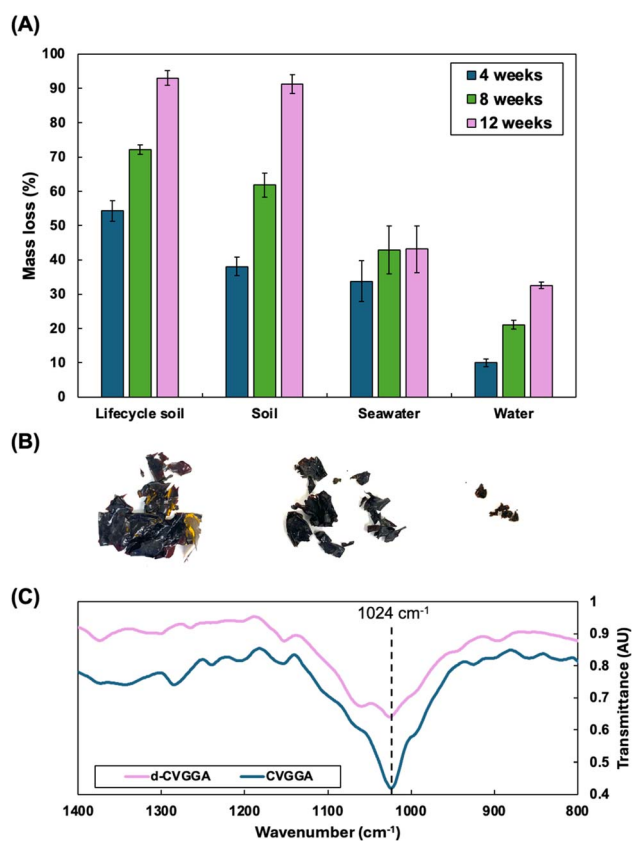 (A)
100
90
80
70
60
50
40
30
20
10
0
Mass loss (%)
4 weeks
8 weeks
12 weeks
Lifecycle soil Soil Seawater Water
(B)
(C)
1024 cm⁻¹
1
0.9
0.8
0.7
0.6
0.5
0.4
Transmittance (AU)
d-CVGGA CVGGA
1400 1300 1200 1100 1000 900 800
Wavenumber (cm⁻¹)